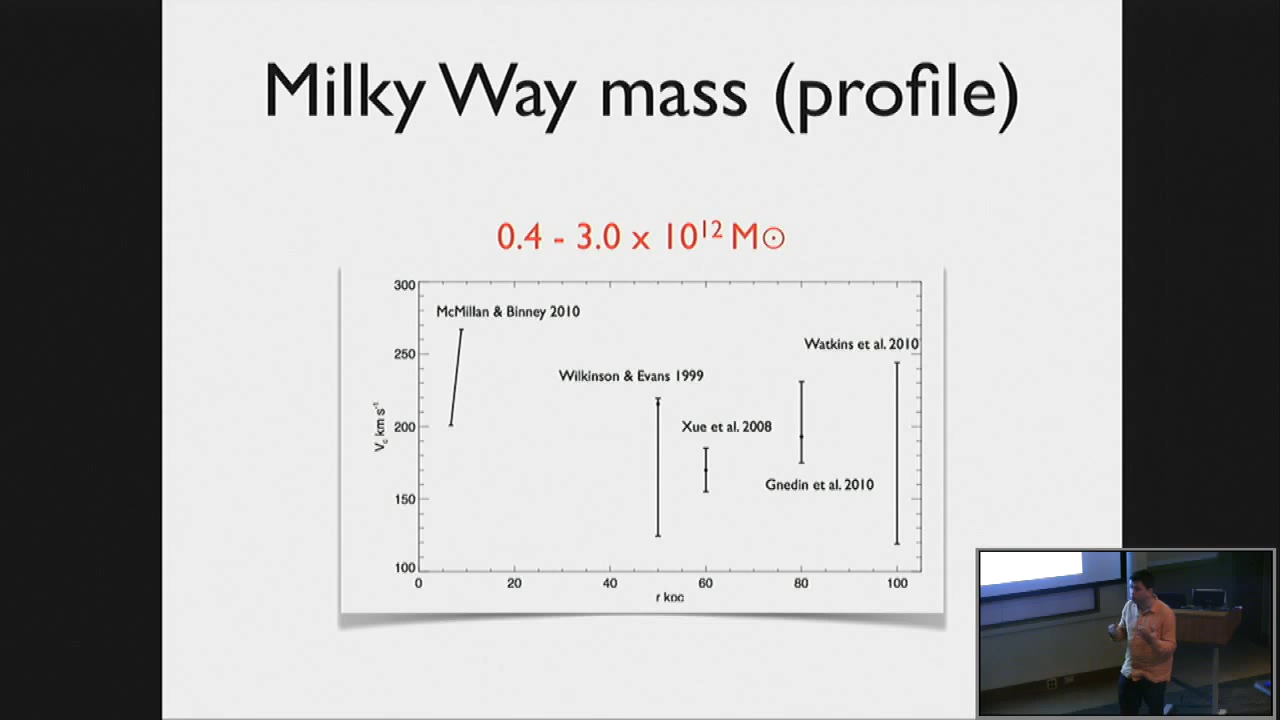 Milky Way mass (profile)
0.4 - 3.0 x 10¹² M☉
300
McMillan & Binney 2010
Watkins et al. 2010
250
Wilkinson & Evans 1999
Xue et al. 2008
200
Vc km s⁻¹
Gnedin et al. 2010
150
100
0 20 40 60 80 100
r kpc